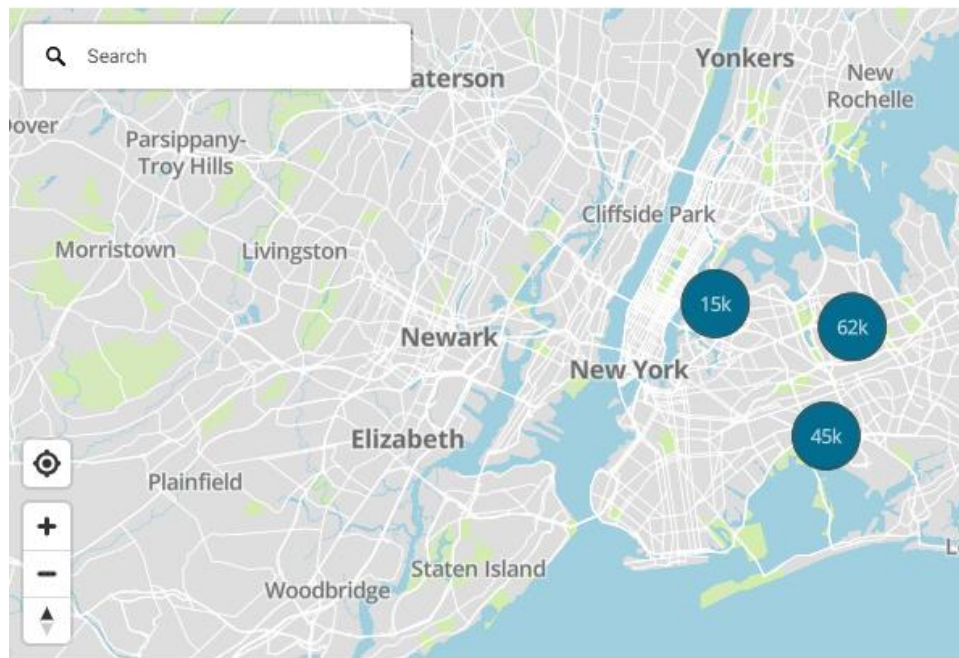 Search
aterson
Yonkers
New
Rochelle
over
Parsippany-
Troy Hills
Cliffside Park
Morristown
Livingston
15k
62k
Newark
New York
45k
Elizabeth
Plainfield
Staten Island
Woodbridge